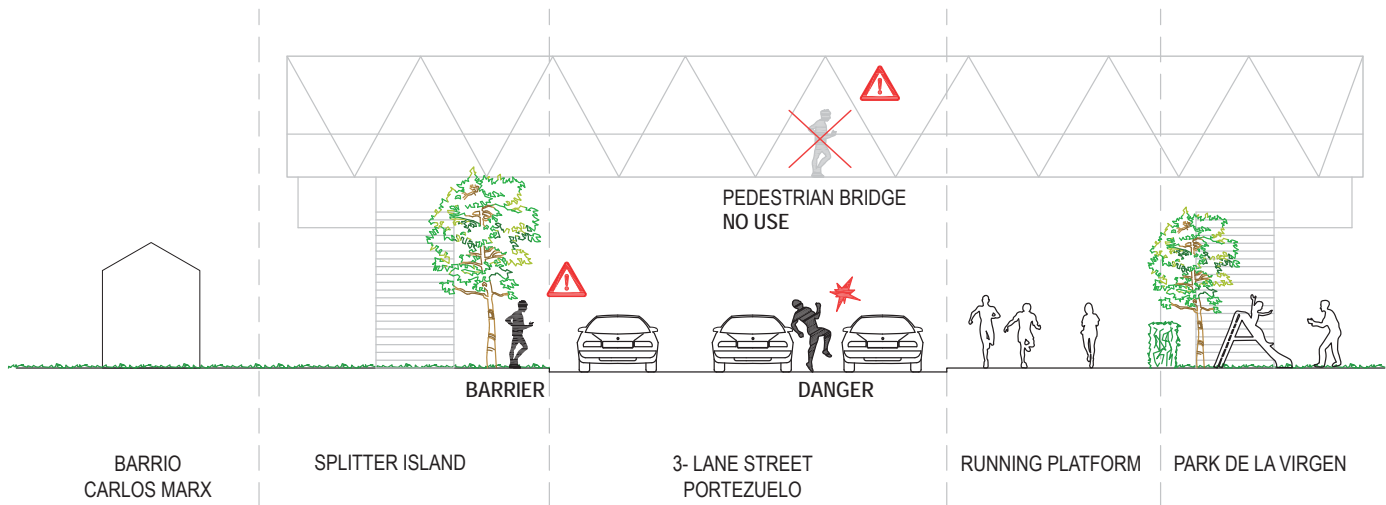 PEDESTRIAN BRIDGE
NO USE
BARRIER
DANGER
BARRIO
CARLOS MARX
SPLITTER ISLAND
3- LANE STREET
PORTEZUELO
RUNNING PLATFORM
PARK DE LA VIRGEN